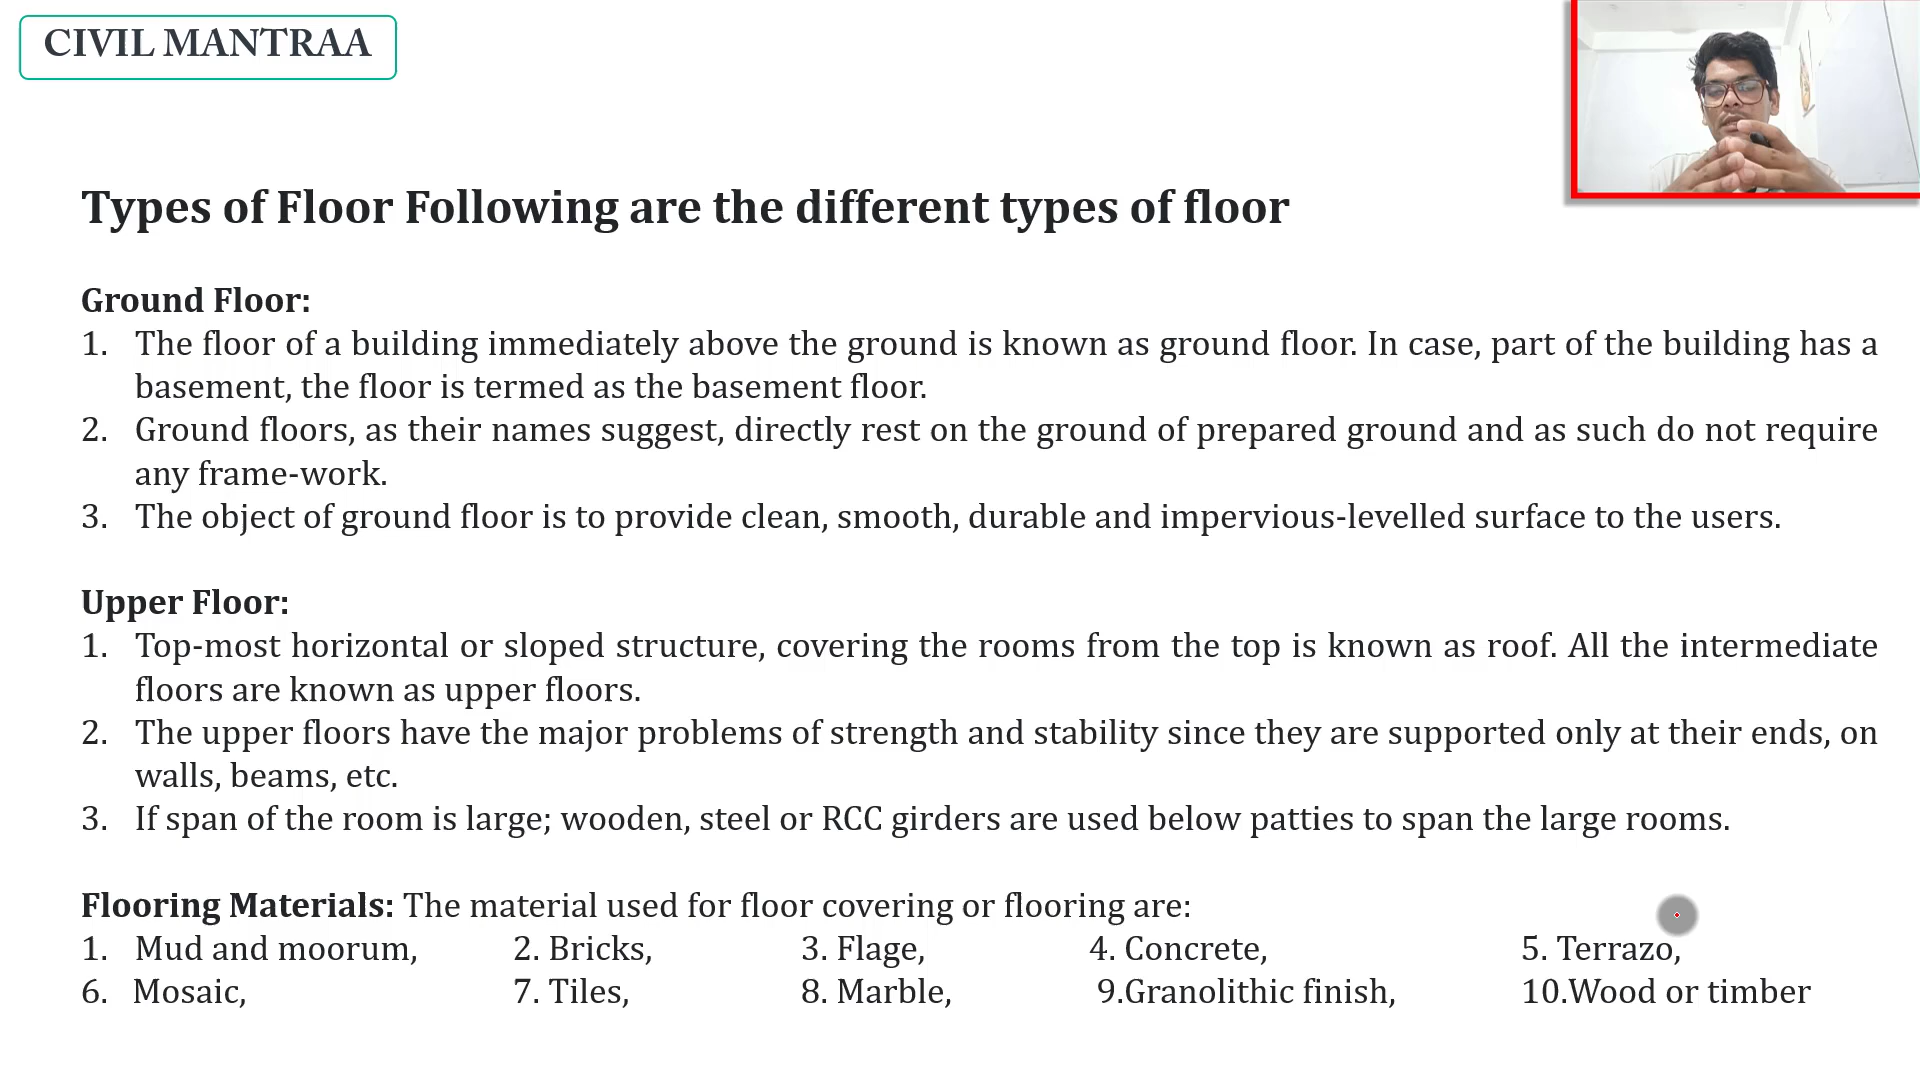 CIVIL MANTRAA
Types of Floor Following are the different types of floor
Ground Floor:
1. The floor of a building immediately above the ground is known as ground floor. In case, part of the building has a
basement, the floor is termed as the basement floor.
2. Ground floors, as their names suggest, directly rest on the ground of prepared ground and as such do not require
any frame-work.
3. The object of ground floor is to provide clean, smooth, durable and impervious-levelled surface to the users.
Upper Floor:
1. Top-most horizontal or sloped structure, covering the rooms from the top is known as roof. All the intermediate
floors are known as upper floors.
2. The upper floors have the major problems of strength and stability since they are supported only at their ends, on
walls, beams, etc.
3. If span of the room is large; wooden, steel or RCC girders are used below patties to span the large rooms.
Flooring Materials: The material used for floor covering or flooring are:
1. Mud and moorum, 2. Bricks, 3. Flage, 4. Concrete, 5. Terrazo,
6. Mosaic, 7. Tiles, 8. Marble, 9.Granolithic finish, 10.Wood or timber